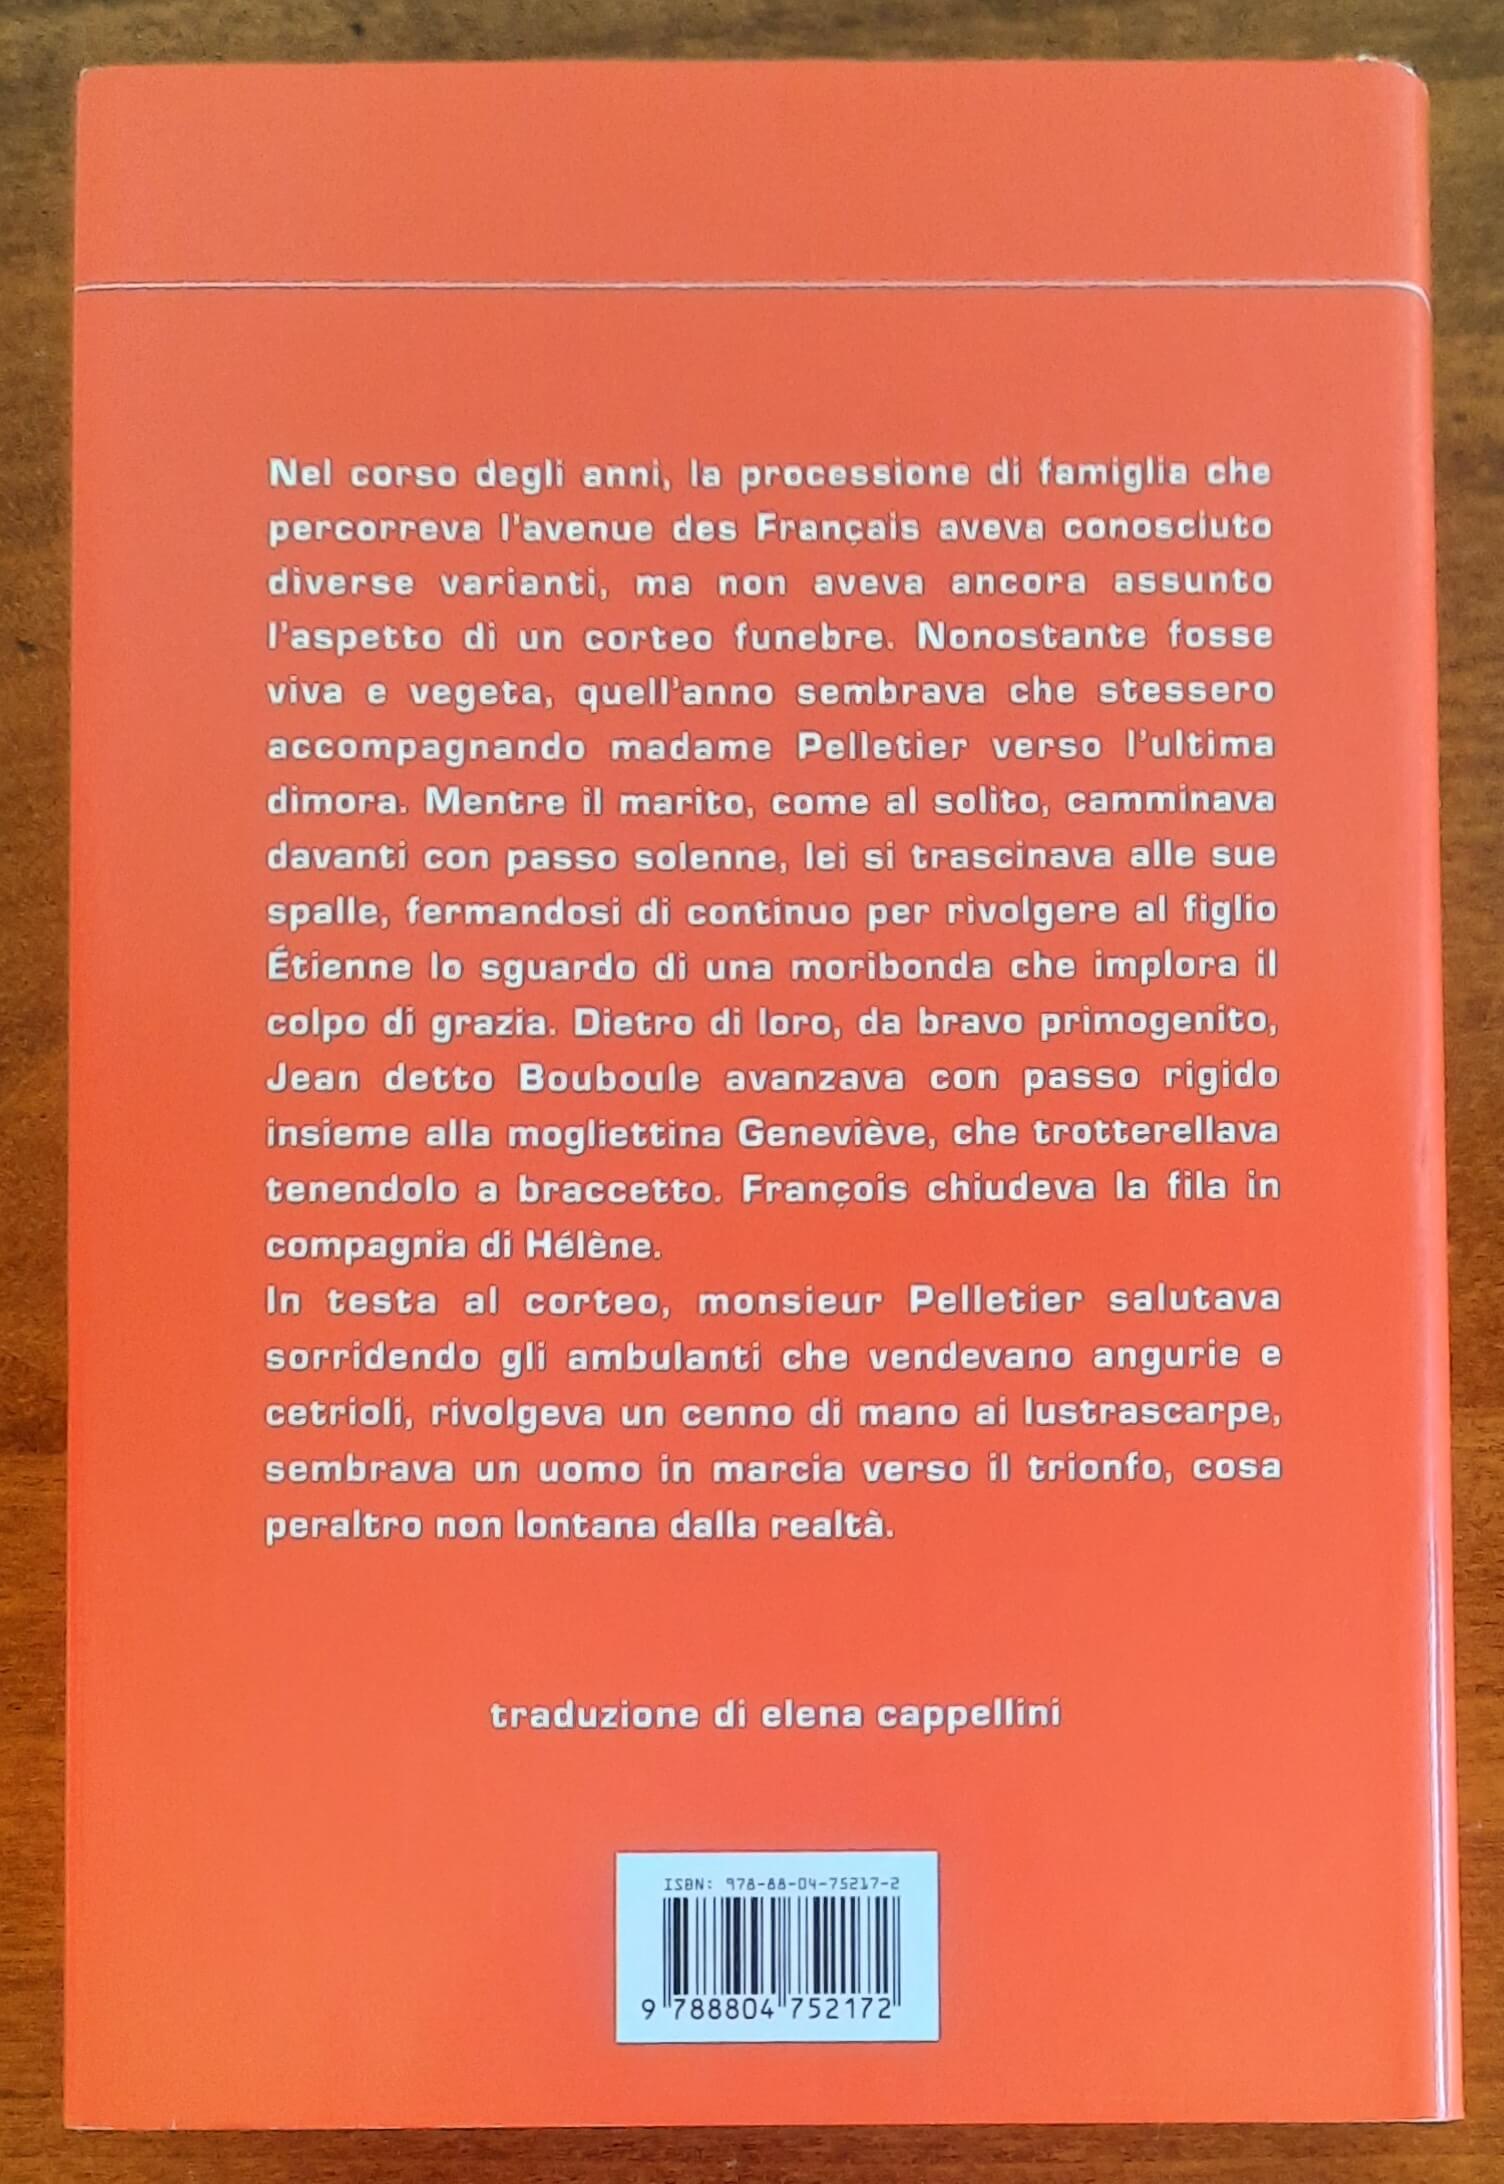 Nel corso degli anni, la processione di famiglia che
percorreva l'avenue des Français aveva conosciuto
diverse varianti, ma non aveva ancora assunto
l'aspetto di un corteo funebre. Nonostante fosse
viva e vegeta, quell'anno sembrava che stessero
accompagnando madame Pelletier verso l'ultima
dimora. Mentre il marito, come al solito, camminava
davanti con passo solenne, lei si trascinava alle sue
spalle, fermandosi di continuo per rivolgere al figlio
Étienne lo sguardo di una moribonda che implora il
colpo di grazia. Dietro di loro, da bravo primogenito,
Jean detto Bouboule avanzava con passo rigido
insieme alla mogliettina Geneviève, che trotterellava
tenendolo a braccetto. François chiudeva la fila in
compagnia di Hélène.
In testa al corteo, monsieur Pelletier salutava
sorridendo gli ambulanti che vendevano angurie e
cetrioli, rivolgeva un cenno di mano ai lustrascarpe,
sembrava un uomo in marcia verso il trionfo, cosa
peraltro non lontana dalla realtà.
traduzione di elena cappellini
ISBN: 978-88-04-75217-2
9 788804 752172